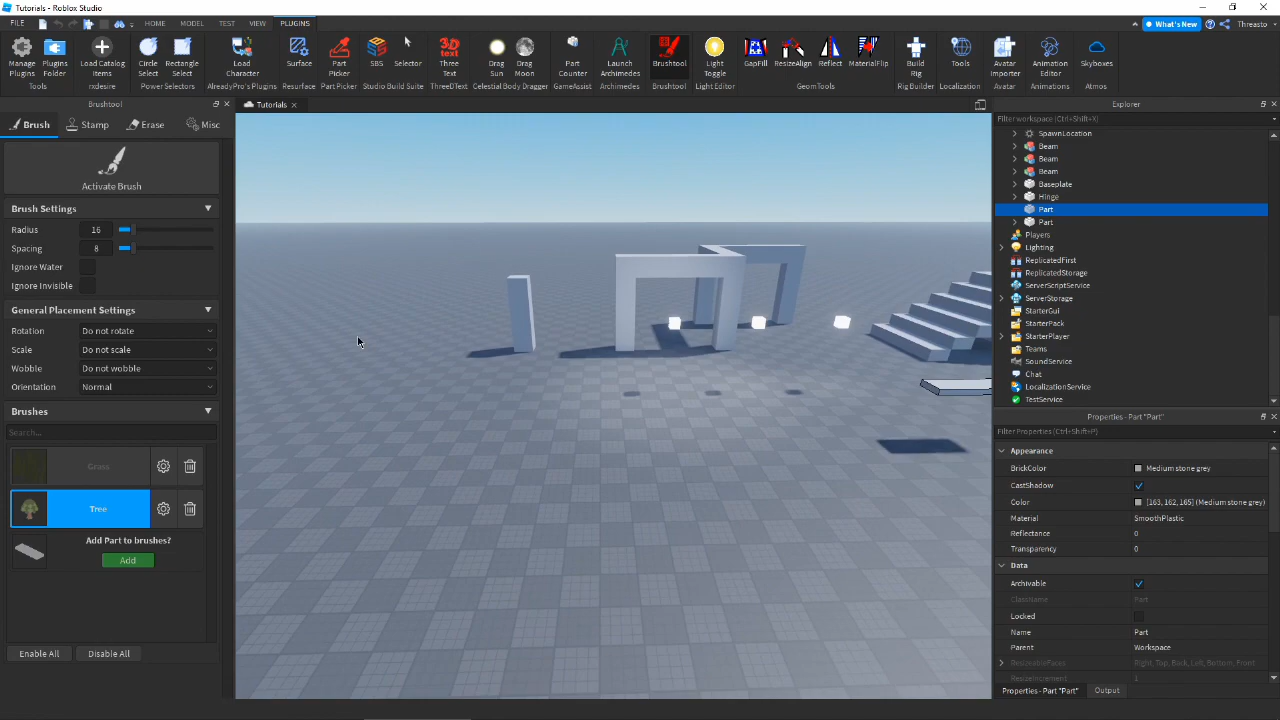 Tutorials - Roblox Studio
FILE HOME MODEL TEST VIEW PLUGINS What's New Threasto
Manage Plugins
Plugins Folder
Load Catalog Items
Circle Select
Rectangle Select
Load Character
Surface
Part Picker
SBS
Selector
Three Text
Drag Sun
Drag Moon
Part Counter
Launch Archimedes
Brushtool
Light Toggle
GapFill
ResizeAlign
Reflect
MaterialFlip
Build Rig
Tools
Avatar Importer
Animation Editor
Skyboxes
Tools rxdesire Power Selectors AlreadyPro's Plugins Resurface Part Picker Studio Build Suite ThreeDText Celestial Body Dragger GameAssist Archimedes Brushtool Light Editor GeomTools Rig Builder Localization Avatar Animations Atmos
Brushtool
Brush Stamp Erase Misc
Activate Brush
Brush Settings
Radius 16
Spacing 8
Ignore Water
Ignore Invisible
General Placement Settings
Rotation Do not rotate
Scale Do not scale
Wobble Do not wobble
Orientation Normal
Brushes
Search...
Grass
Tree
Add Part to brushes?
Add
Enable All Disable All
Tutorials
Explorer
Filter workspace (Ctrl+Shift+X)
SpawnLocation
Beam
Beam
Beam
Baseplate
Hinge
Part
Part
Players
Lighting
ReplicatedFirst
ReplicatedStorage
ServerScriptService
ServerStorage
StarterGui
StarterPack
StarterPlayer
Teams
SoundService
Chat
LocalizationService
TestService
Properties - Part "Part"
Filter Properties (Ctrl+Shift+P)
Appearance
BrickColor Medium stone grey
CastShadow
Color [163, 162, 165] (Medium stone grey)
Material SmoothPlastic
Reflectance 0
Transparency 0
Data
Archivable
ClassName Part
Locked
Name Part
Parent Workspace
ResizeableFaces Right, Top, Back, Left, Bottom, Front
ResizeIncrement 1
Properties - Part "Part" Output